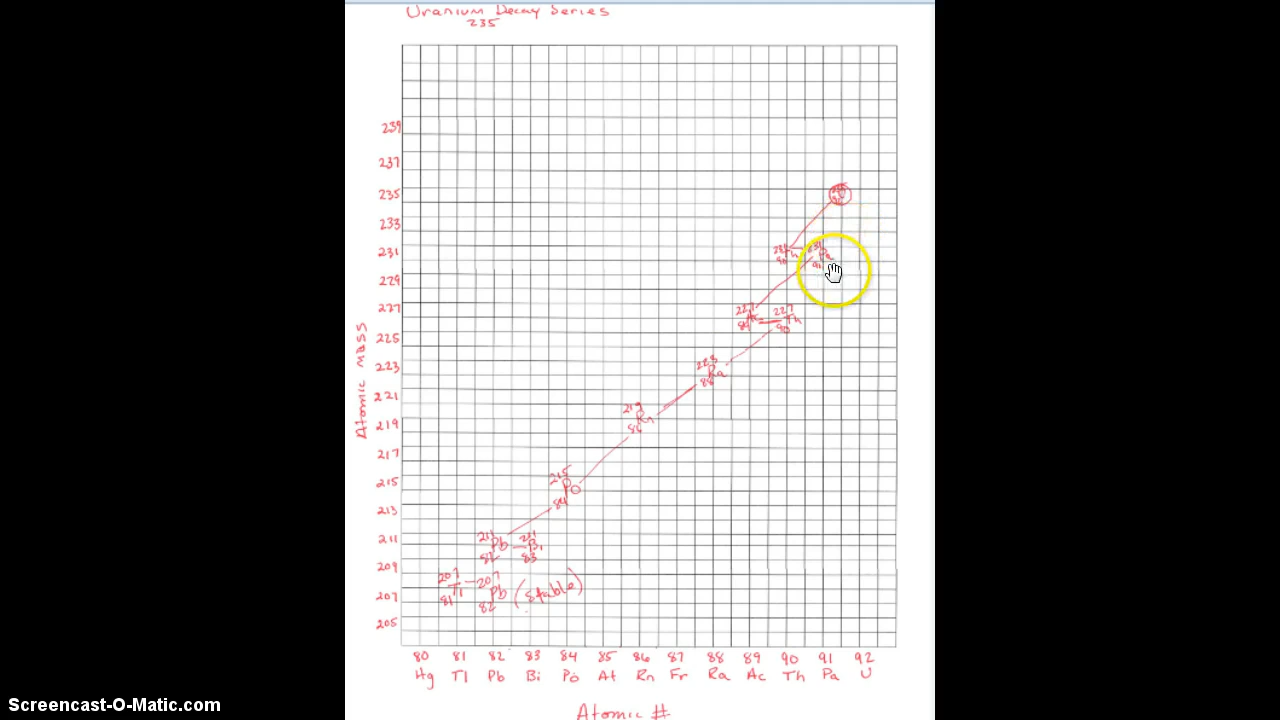 Uranium Decay Series
235
239
237
235
233
231
229
227
225
223
221
219
217
215
213
211
209
207
205
Atomic Mass
231 Th 90
231 Pa 91
227 Ac 89
227 Th 90
223 Ra 88
219 Rn 86
215 Po 84
211 Pb 82
211 Bi 83
207 Tl 81
207 Pb 82 (stable)
80 81 82 83 84 85 86 87 88 89 90 91 92
Hg Tl Pb Bi Po At Rn Fr Ra Ac Th Pa U
Atomic #
Screencast-O-Matic.com